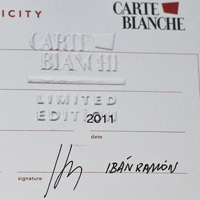 ICITY
CARTE
BLANCHE
CARTE
BLANCHE
LIMITED
EDITION
2011
date
signature
IBÁN RAMÓN